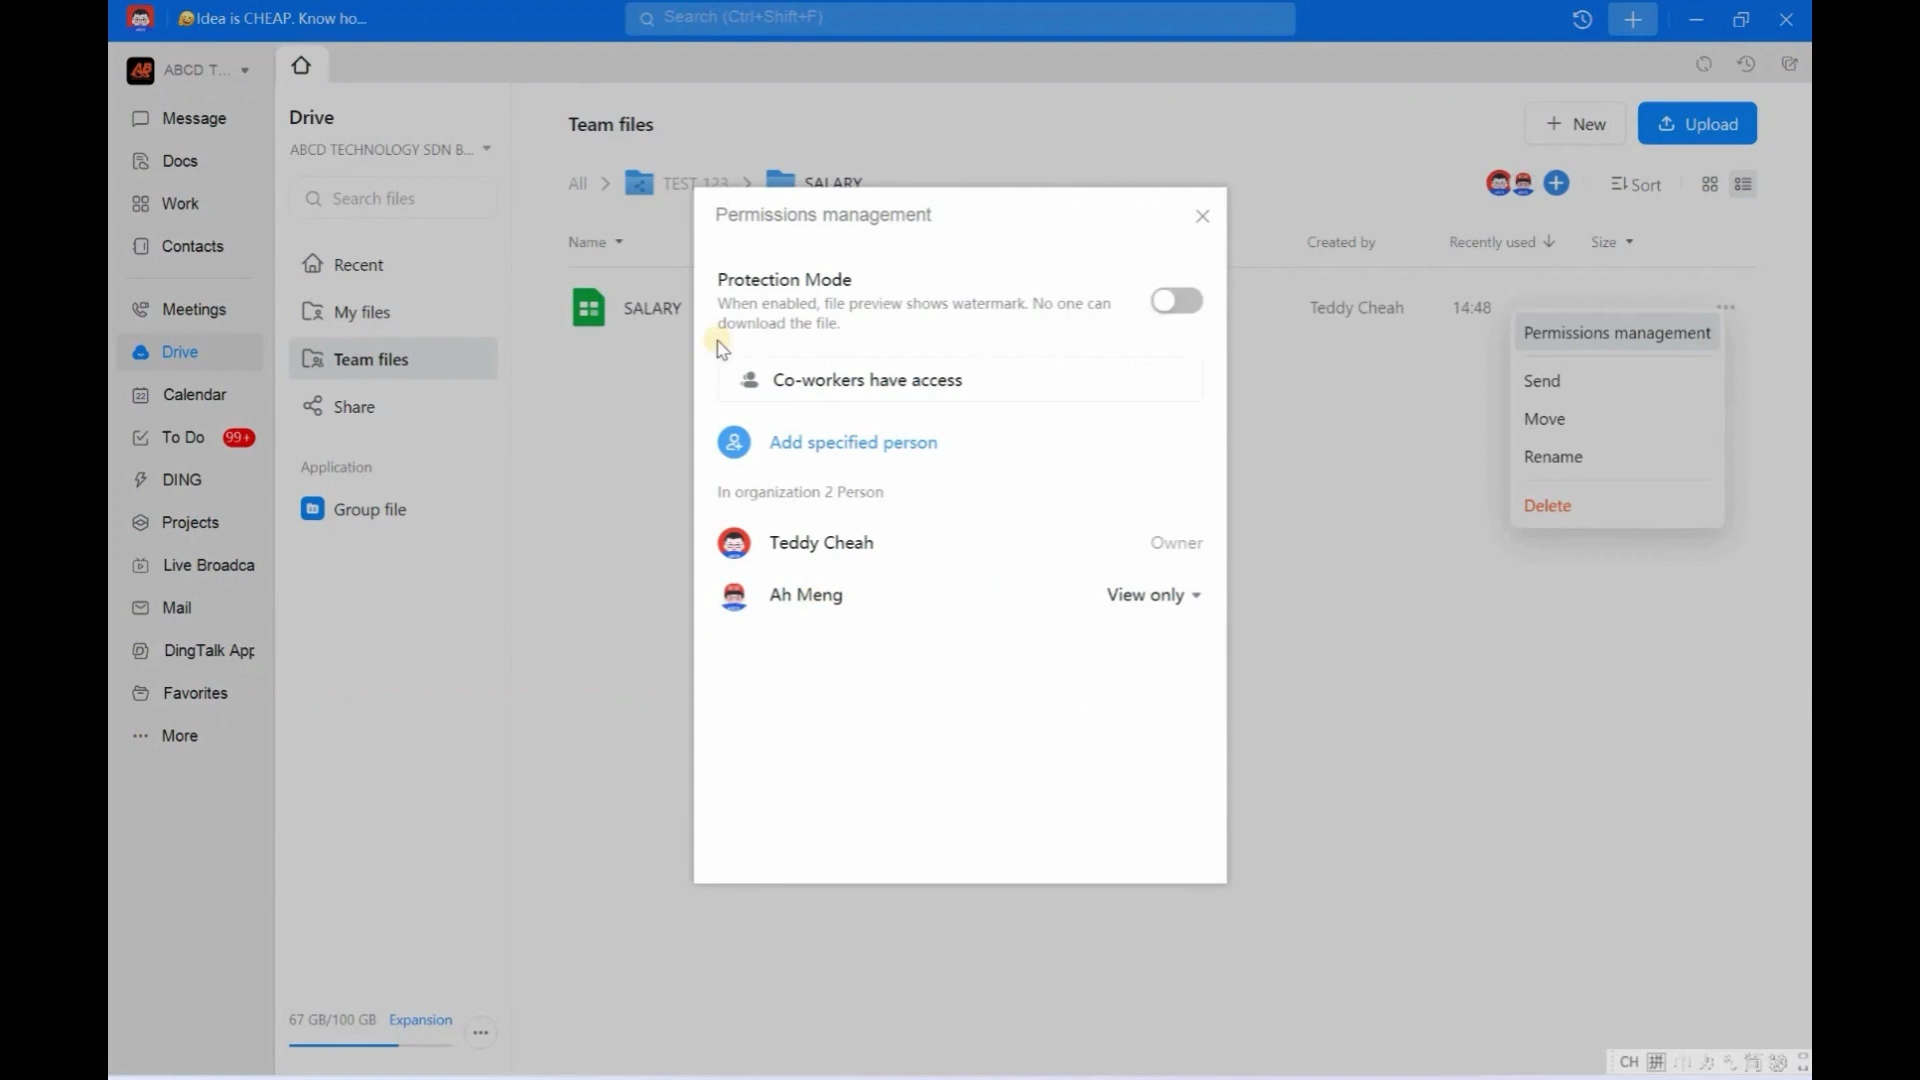 😂Idea is CHEAP. Know ho...
Search (Ctrl+Shift+F)
ABCD T...
Message
Docs
Work
Contacts
Meetings
Drive
Calendar
To Do 99+
DING
Projects
Live Broadca
Mail
DingTalk App
Favorites
More
Drive
ABCD TECHNOLOGY SDN B...
Search files
Recent
My files
Team files
Share
Application
Group file
67 GB/100 GB Expansion
Team files
New
Upload
All > TEST 123 > SALARY
Sort
Name
Created by
Recently used
Size
SALARY
Teddy Cheah
14:48
Permissions management
Send
Move
Rename
Delete
Permissions management
Protection Mode
When enabled, file preview shows watermark. No one can
download the file.
Co-workers have access
Add specified person
In organization 2 Person
Teddy Cheah
Owner
Ah Meng
View only
CH 拼